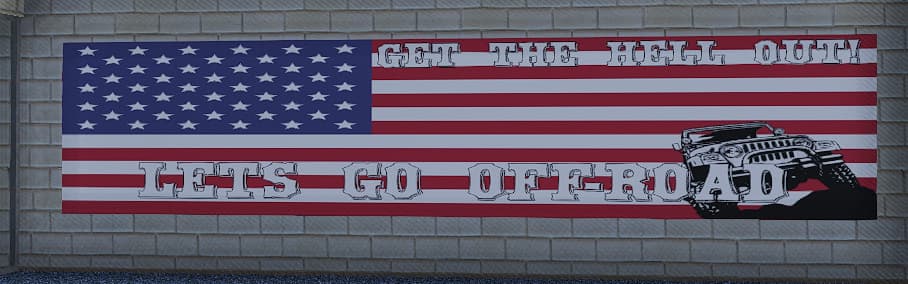 GET THE HELL OUT!
LETS GO OFF-ROAD